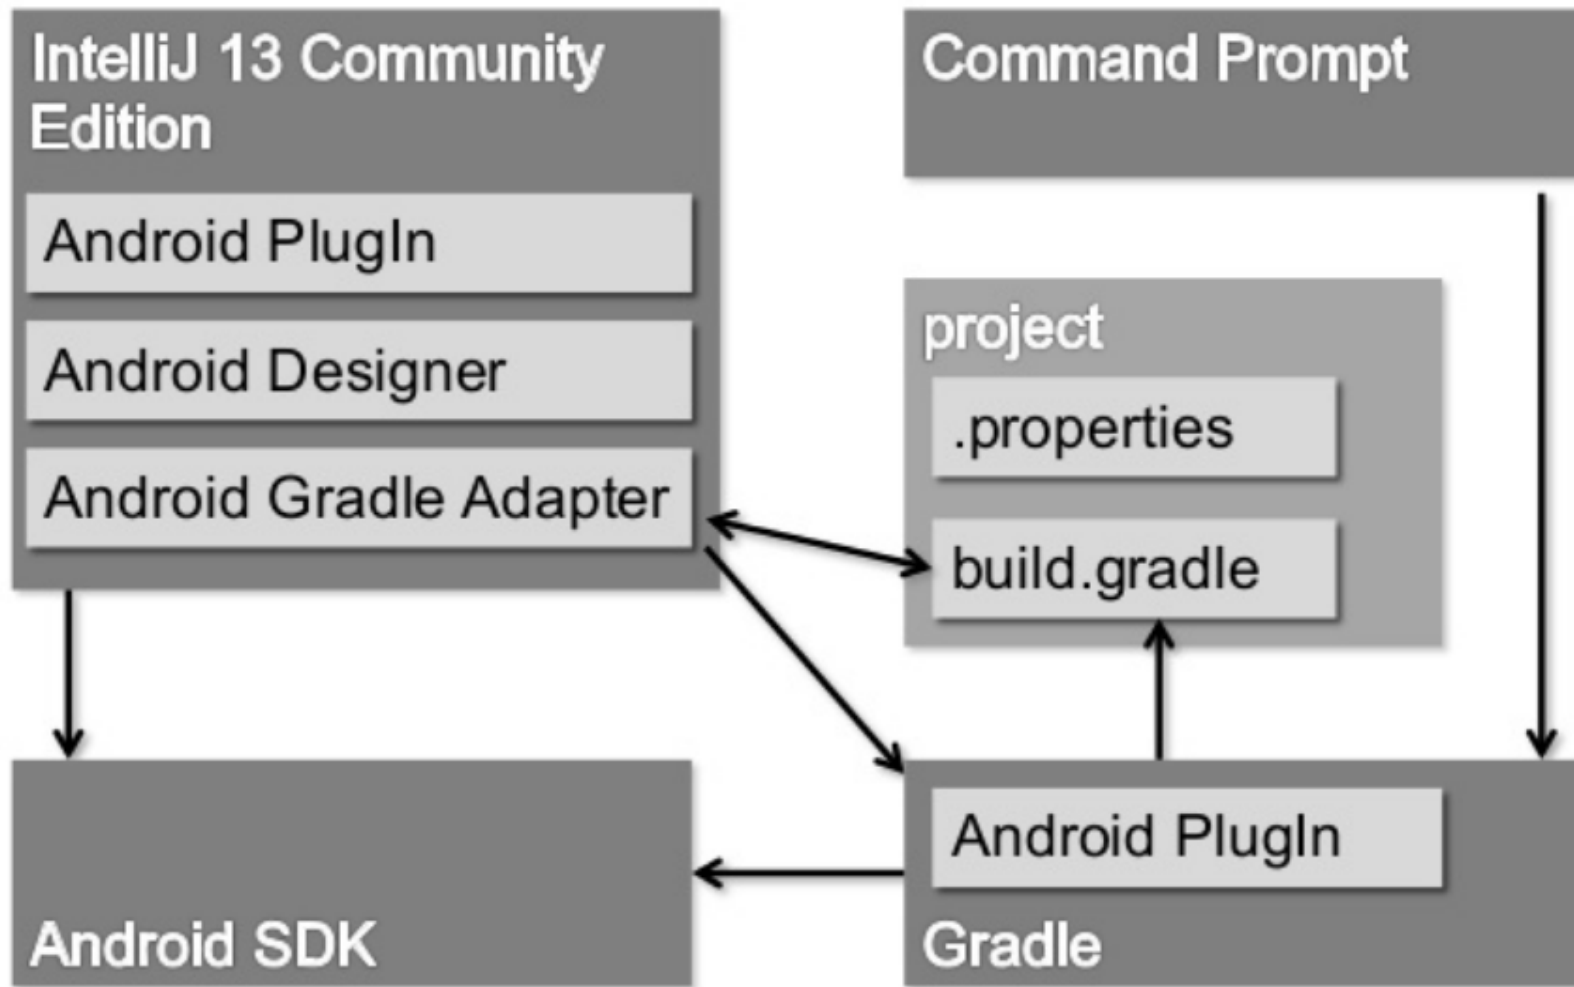 IntelliJ 13 Community
Edition
Android PlugIn
Android Designer
Android Gradle Adapter
Command Prompt
project
.properties
build.gradle
Android SDK
Android PlugIn
Gradle